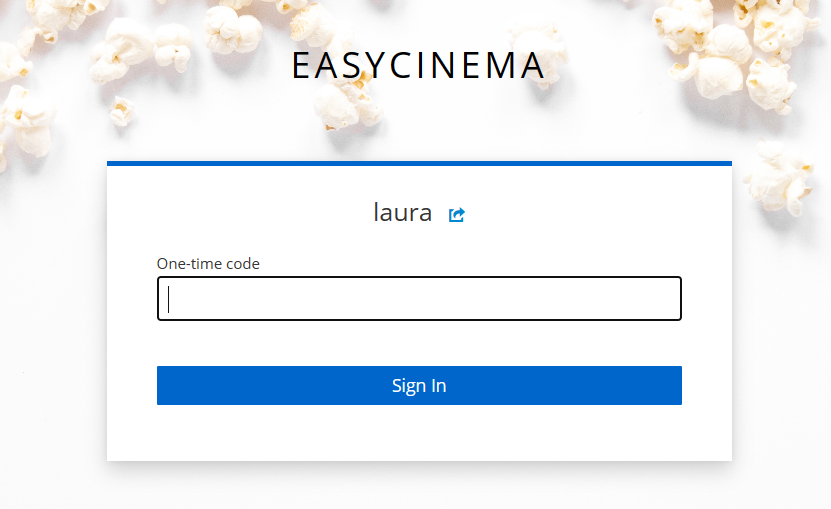 EASYCINEMA
laura
One-time code
Sign In